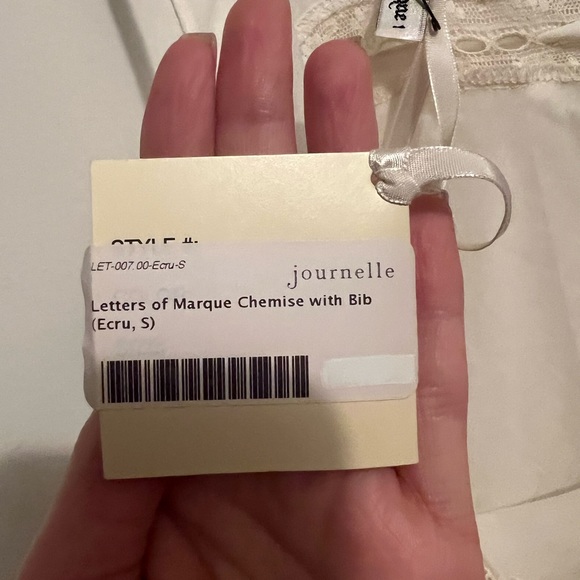 STYLE #:
LET-007.00-Ecru-S
journelle
Letters of Marque Chemise with Bib
(Ecru, S)